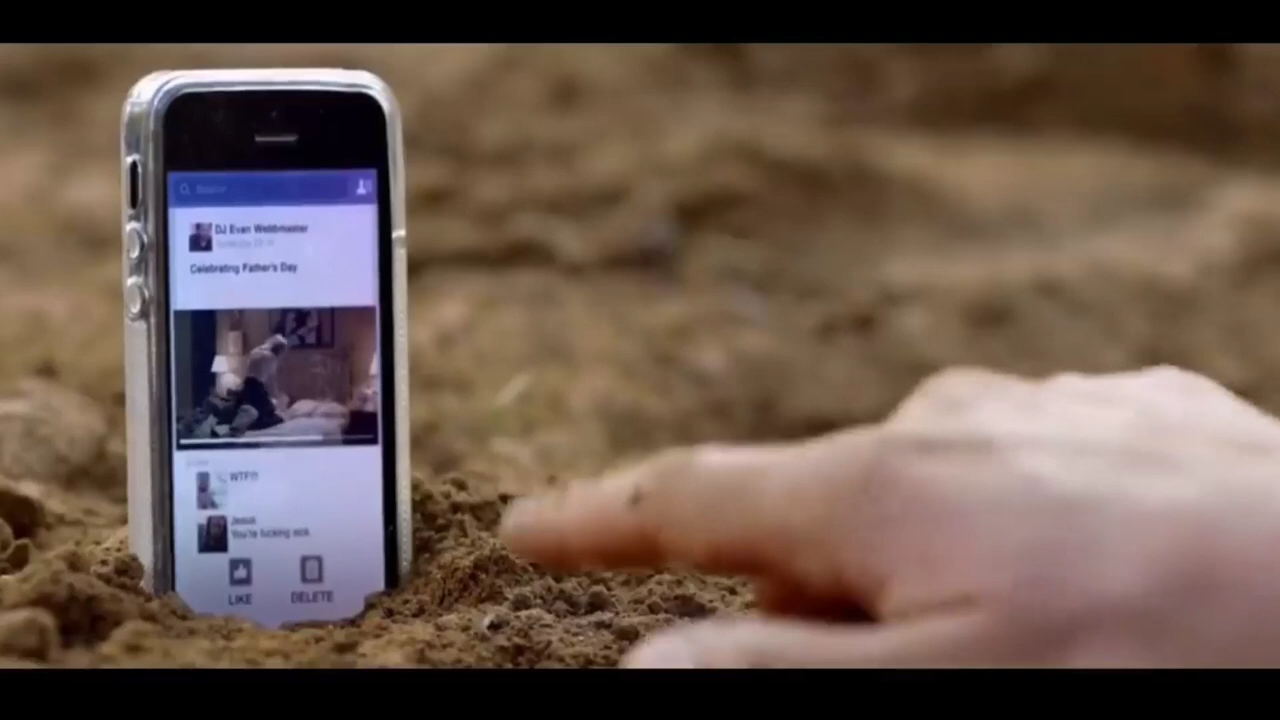 DJ Evan Webbmaster
Celebrating Father's Day
WTF!!!
Jesus
You're fucking sick.
LIKE
DELETE